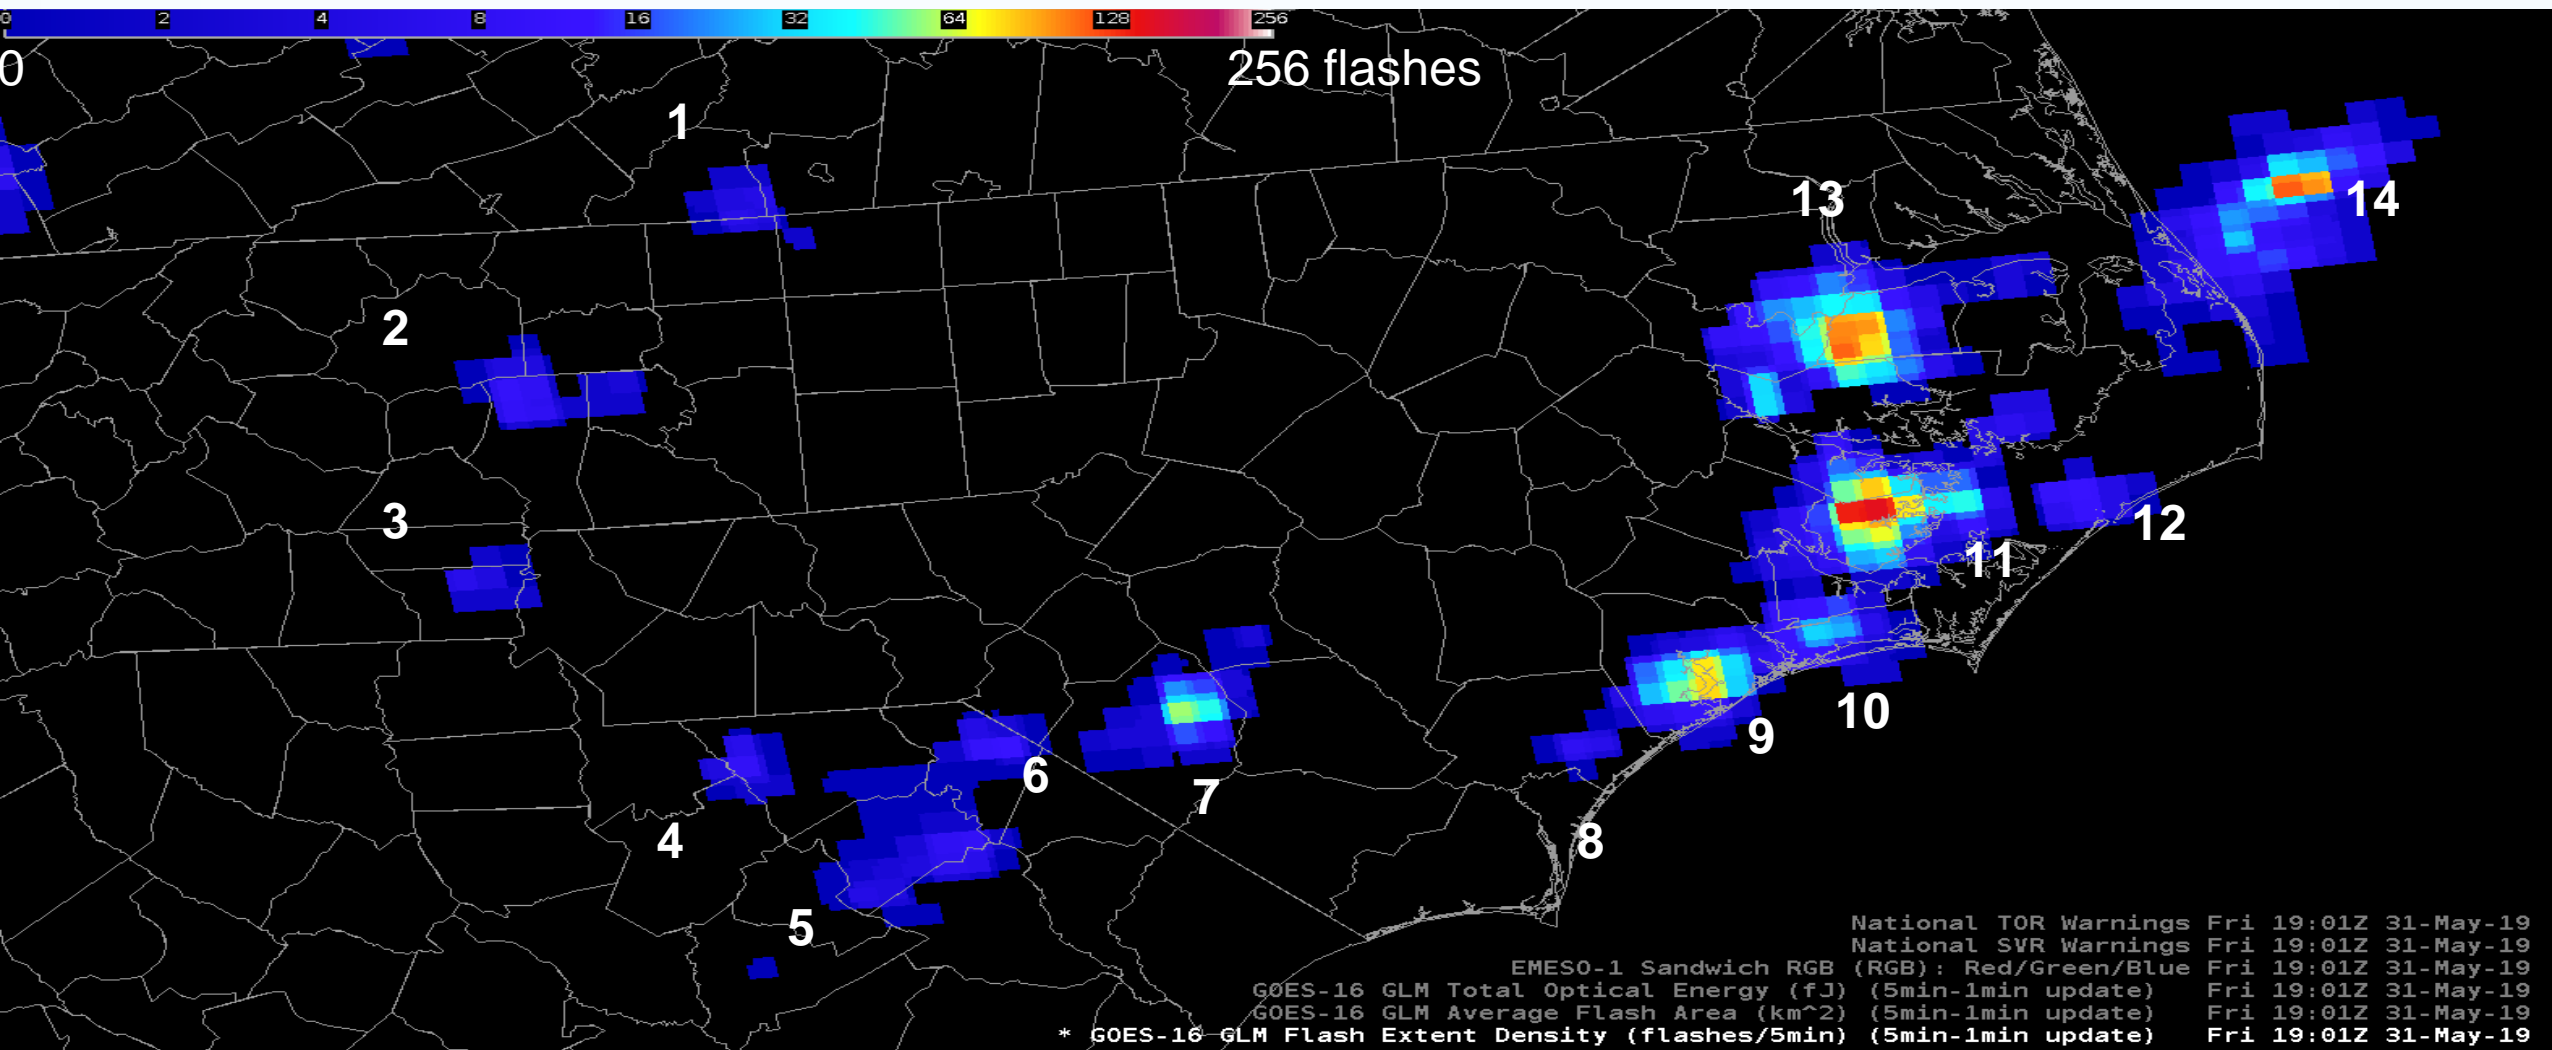 0 2 4 8 16 32 64 128 256
0 256 flashes
1
13
14
2
3
12
11
10
9
6
7
4
8
5
National TOR Warnings Fri 19:01Z 31-May-19
National SVR Warnings Fri 19:01Z 31-May-19
EMESO-1 Sandwich RGB (RGB): Red/Green/Blue Fri 19:01Z 31-May-19
GOES-16 GLM Total Optical Energy (fJ) (5min-1min update) Fri 19:01Z 31-May-19
GOES-16 GLM Average Flash Area (km^2) (5min-1min update) Fri 19:01Z 31-May-19
* GOES-16 GLM Flash Extent Density (flashes/5min) (5min-1min update) Fri 19:01Z 31-May-19